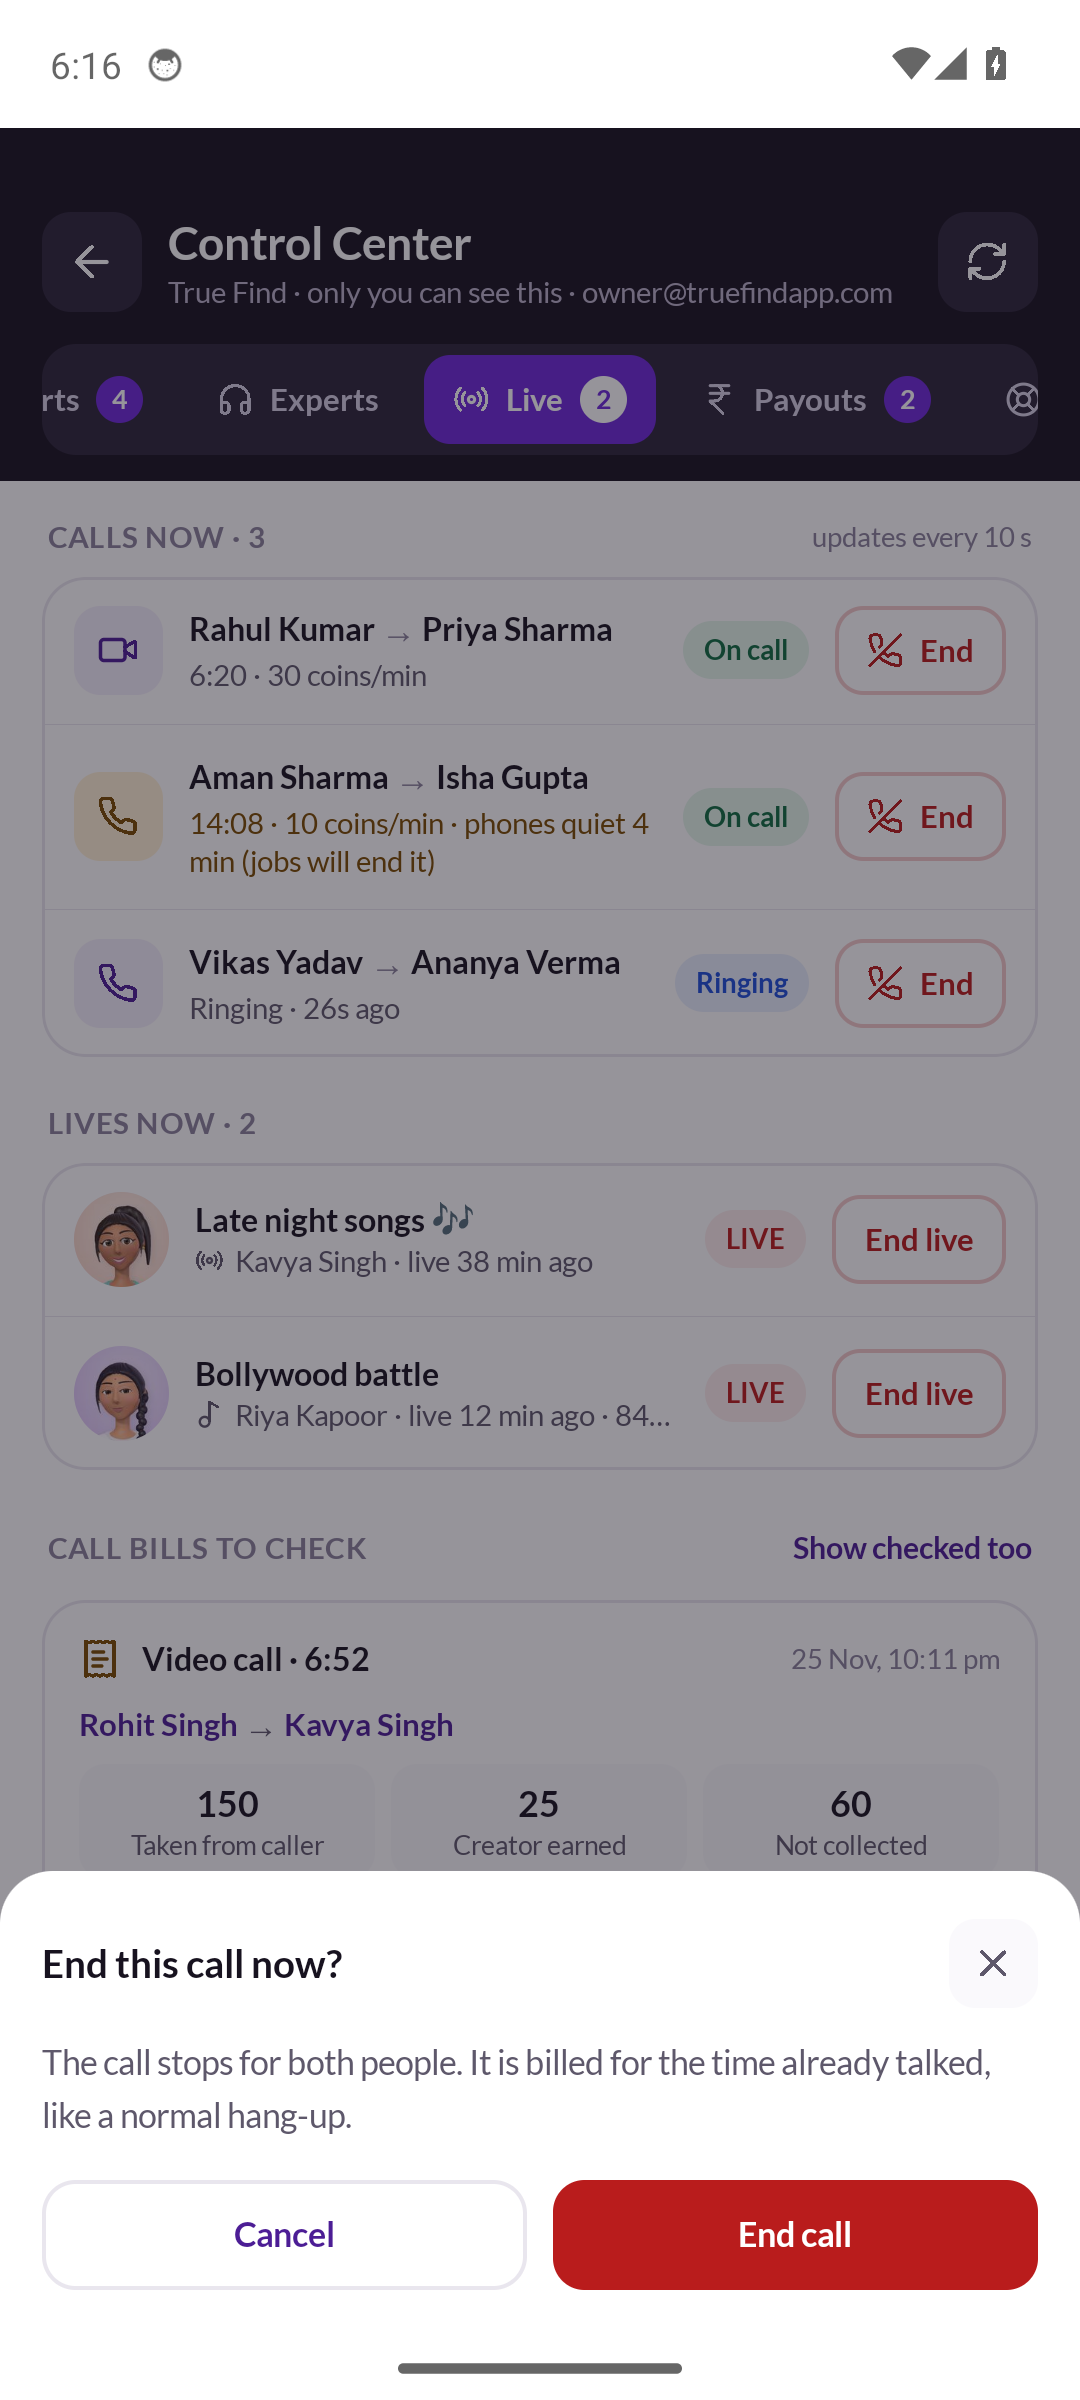 6:16
Control Center
True Find · only you can see this · owner@truefindapp.com
rts 4
Experts
Live 2
Payouts 2
CALLS NOW · 3
updates every 10 s
Rahul Kumar → Priya Sharma
6:20 · 30 coins/min
On call
End
Aman Sharma → Isha Gupta
14:08 · 10 coins/min · phones quiet 4
min (jobs will end it)
On call
End
Vikas Yadav → Ananya Verma
Ringing · 26s ago
Ringing
End
LIVES NOW · 2
Late night songs 🎶
Kavya Singh · live 38 min ago
LIVE
End live
Bollywood battle
Riya Kapoor · live 12 min ago · 84...
LIVE
End live
CALL BILLS TO CHECK
Show checked too
Video call · 6:52
25 Nov, 10:11 pm
Rohit Singh → Kavya Singh
150
Taken from caller
25
Creator earned
60
Not collected
End this call now?
The call stops for both people. It is billed for the time already talked,
like a normal hang-up.
Cancel
End call